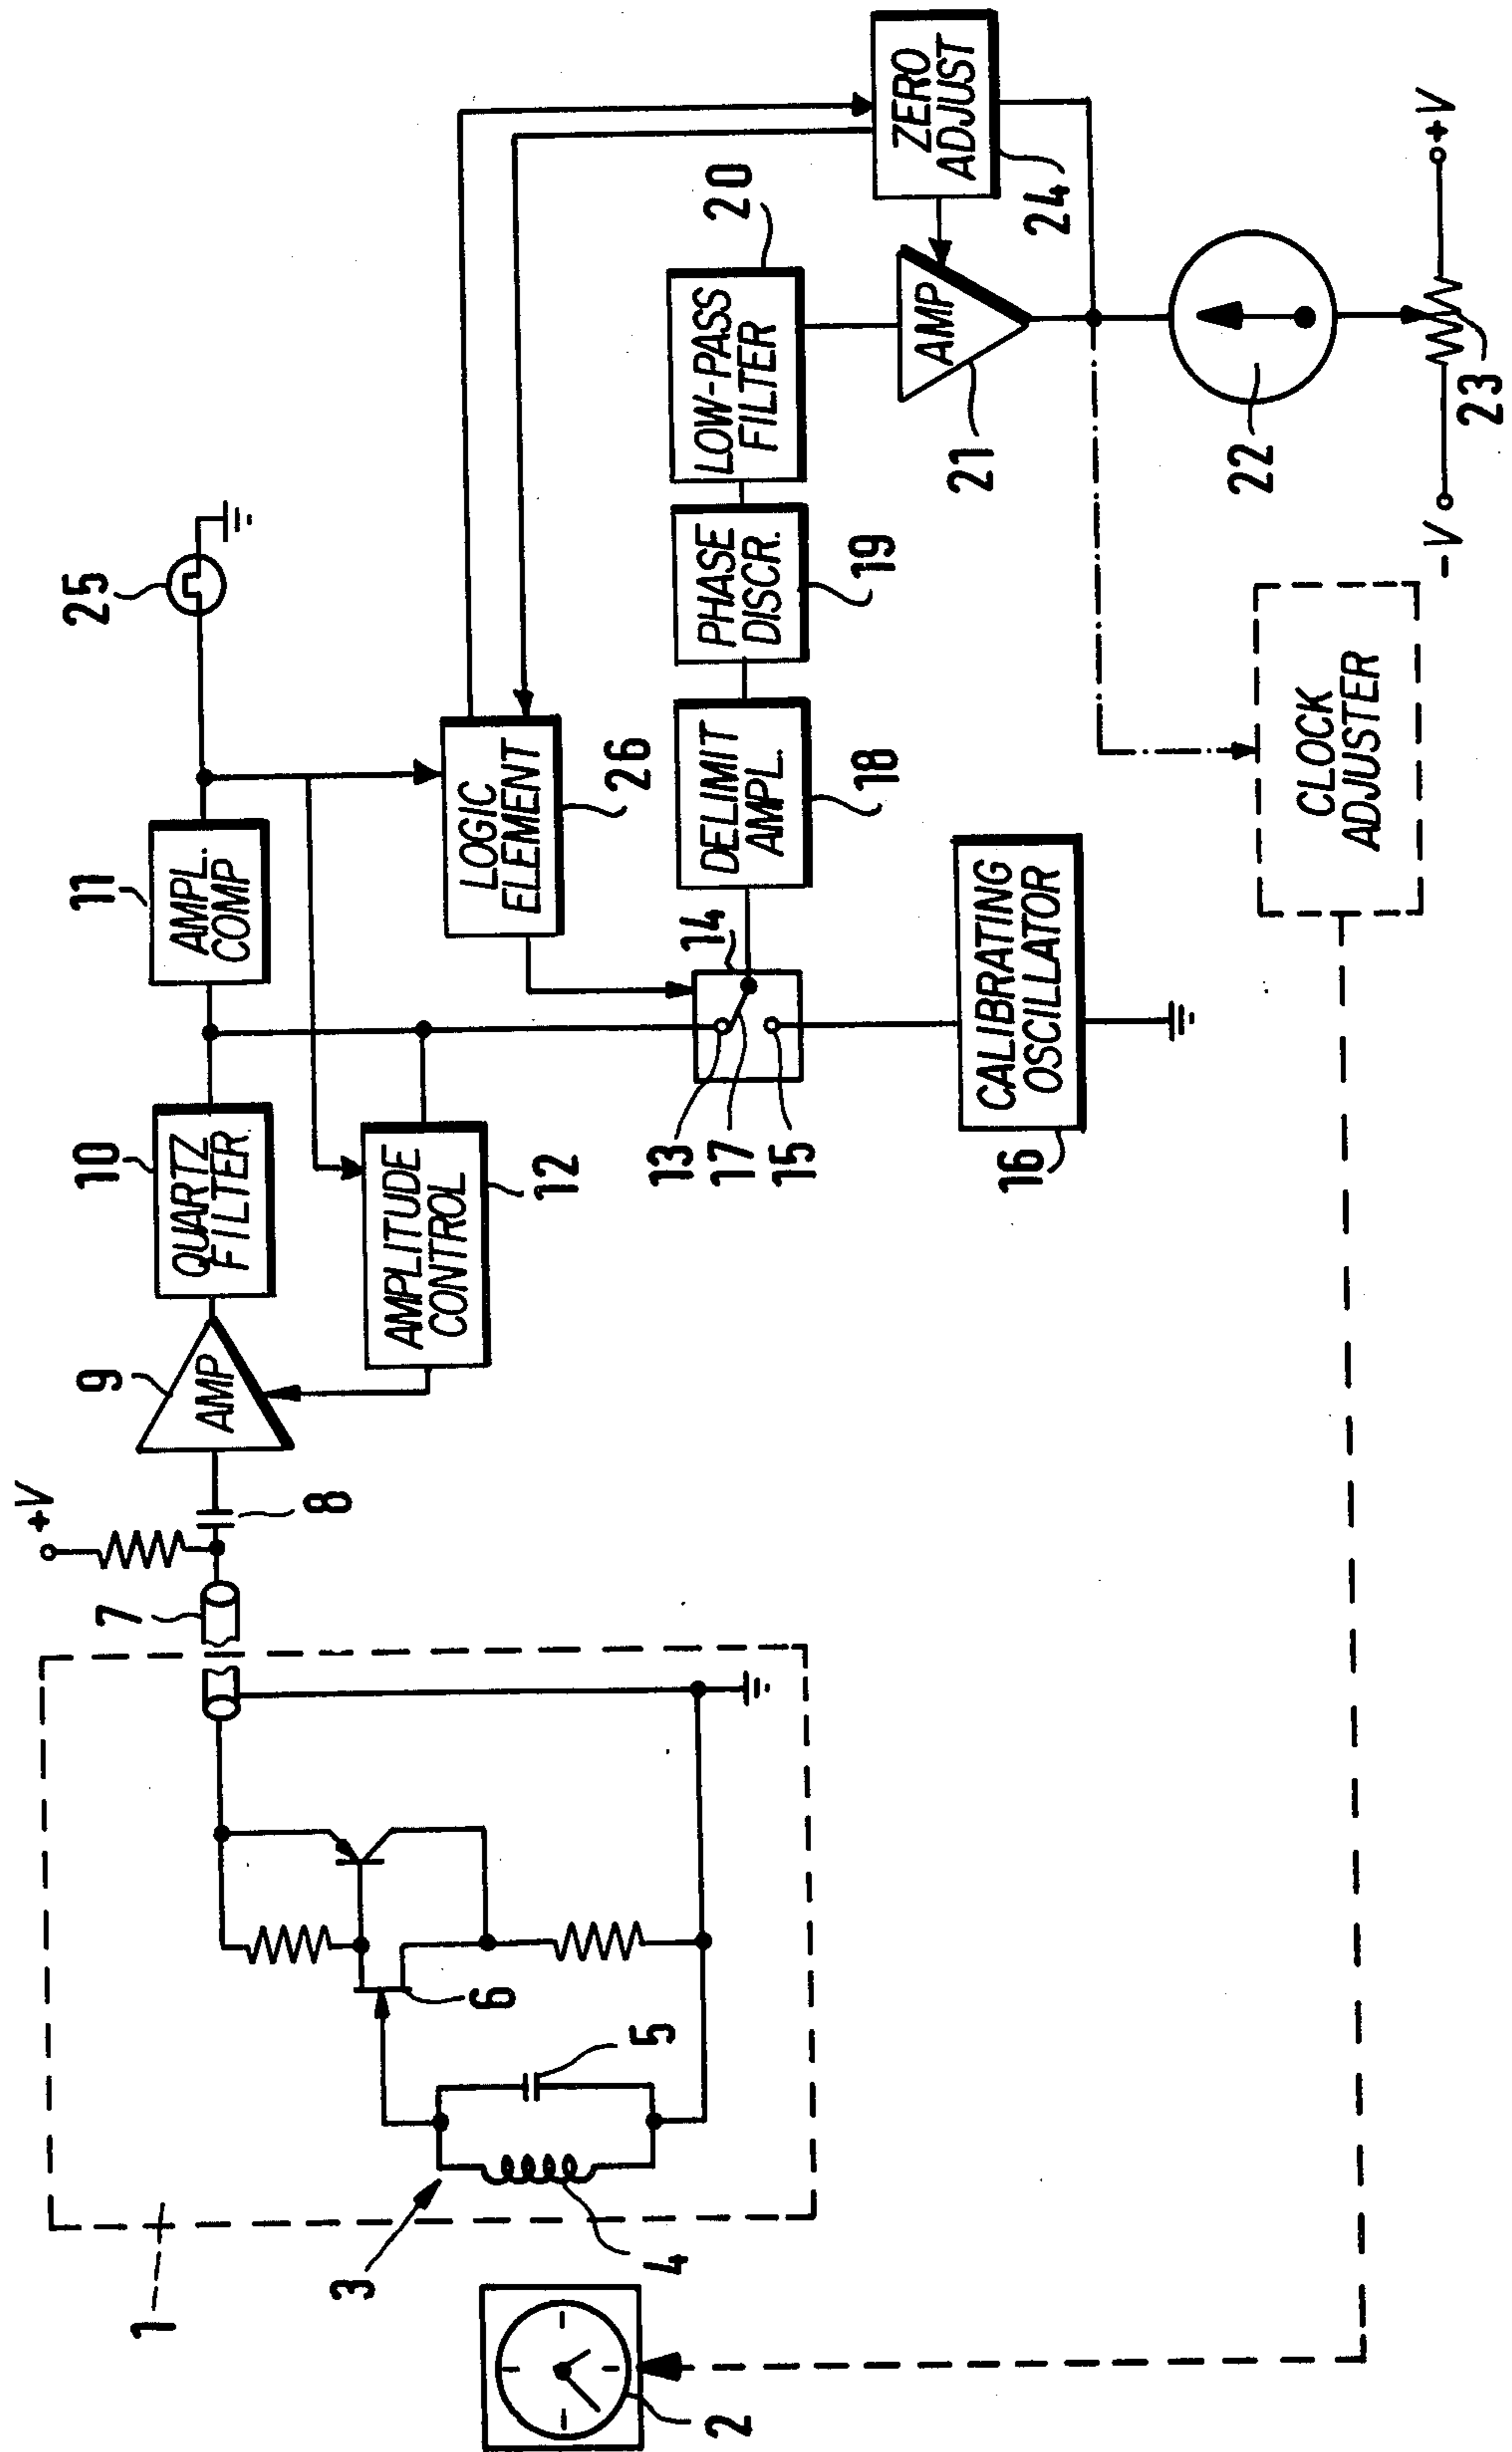 1
2
3
4
5
6
7
+V
8
9
AMP
10
QUARTZ
FILTER
11
AMPL.
COMP
25
12
AMPLITUDE
CONTROL
LOGIC
ELEMENT
26
13
17
15
14
DELIMIT
AMPL.
18
PHASE
DISCR.
19
LOW-PASS
FILTER
20
ZERO
ADJUST
24
AMP
21
CALIBRATING
OSCILLATOR
16
22
-V
+V
23
CLOCK
ADJUSTER